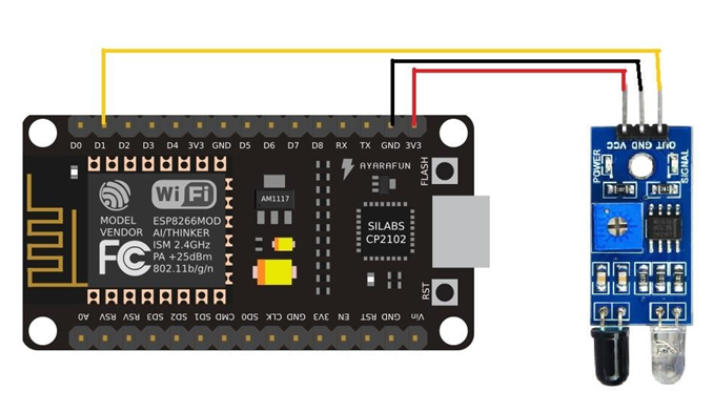 D0 D1 D2 D3 D4 3V3 GND D5 D6 D7 D8 RX TX GND 3V3
AYARAFUN
FLASH
WiFi
MODEL
VENDOR
ESP8266MOD
AI/THINKER
ISM 2.4GHz
PA +25dBm
802.11b/g/n
FC
AM1117
SILABS
CP2102
RST
A0 RSV RSV SD3 SD2 SD1 CMD SD0 CLK GND 3V3 EN RST GND Vin
OUT GND VCC
POWER
SIGNAL